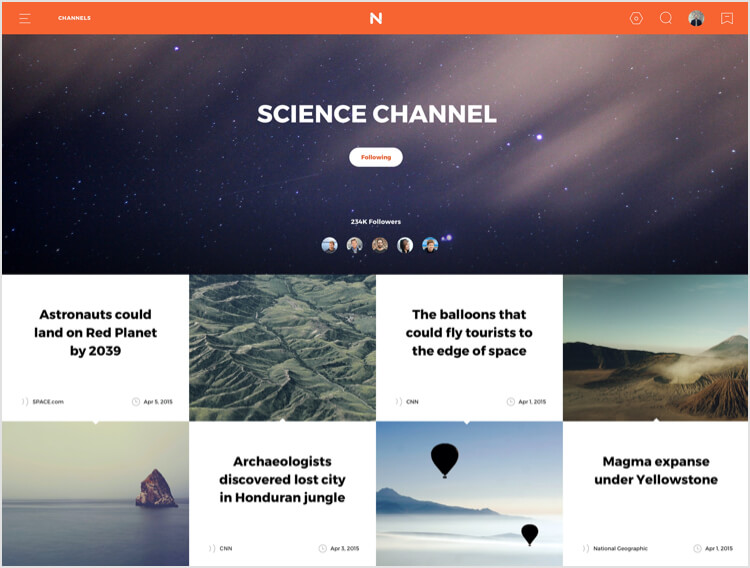 CHANNELS
N
SCIENCE CHANNEL
Following
234K Followers
Astronauts could
land on Red Planet
by 2039
SPACE.com
Apr 5, 2015
The balloons that
could fly tourists to
the edge of space
CNN
Apr 1, 2015
Archaeologists
discovered lost city
in Honduran jungle
CNN
Apr 3, 2015
Magma expanse
under Yellowstone
National Geographic
Apr 1, 2015